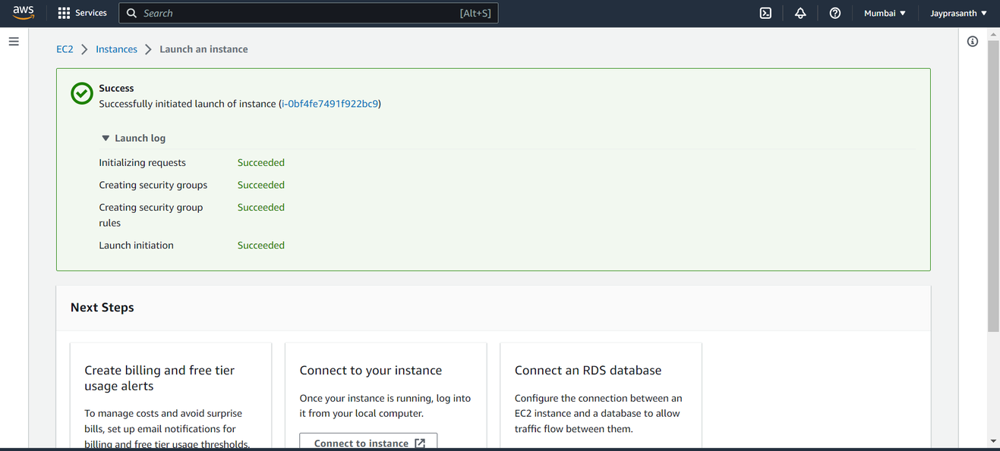 aws Services Search [Alt+S] Mumbai Jayprasanth
EC2 Instances Launch an instance
Success
Successfully initiated launch of instance (i-0bf4fe7491f922bc9)
Launch log
Initializing requests Succeeded
Creating security groups Succeeded
Creating security group Succeeded
rules
Launch initiation Succeeded
Next Steps
Create billing and free tier
usage alerts
To manage costs and avoid surprise
bills, set up email notifications for
billing and free tier usage thresholds.
Connect to your instance
Once your instance is running, log into
it from your local computer.
Connect to instance
Connect an RDS database
Configure the connection between an
EC2 instance and a database to allow
traffic flow between them.